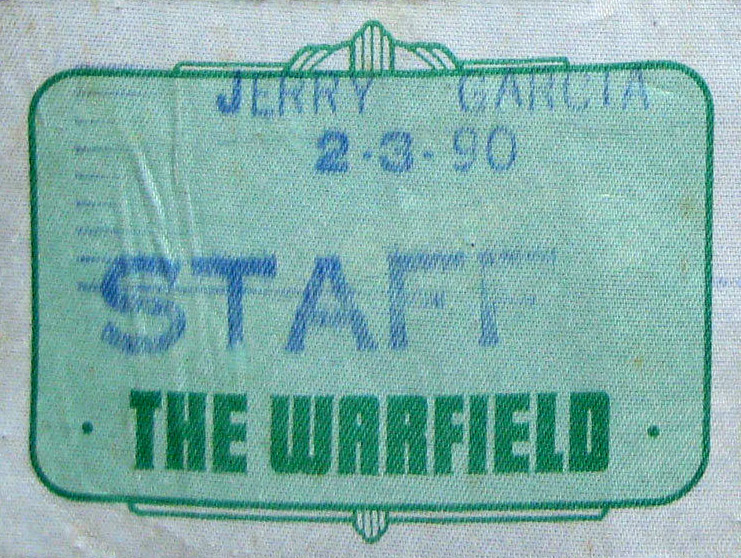 JERRY GARCIA
2-3-90
STAFF
THE WARFIELD